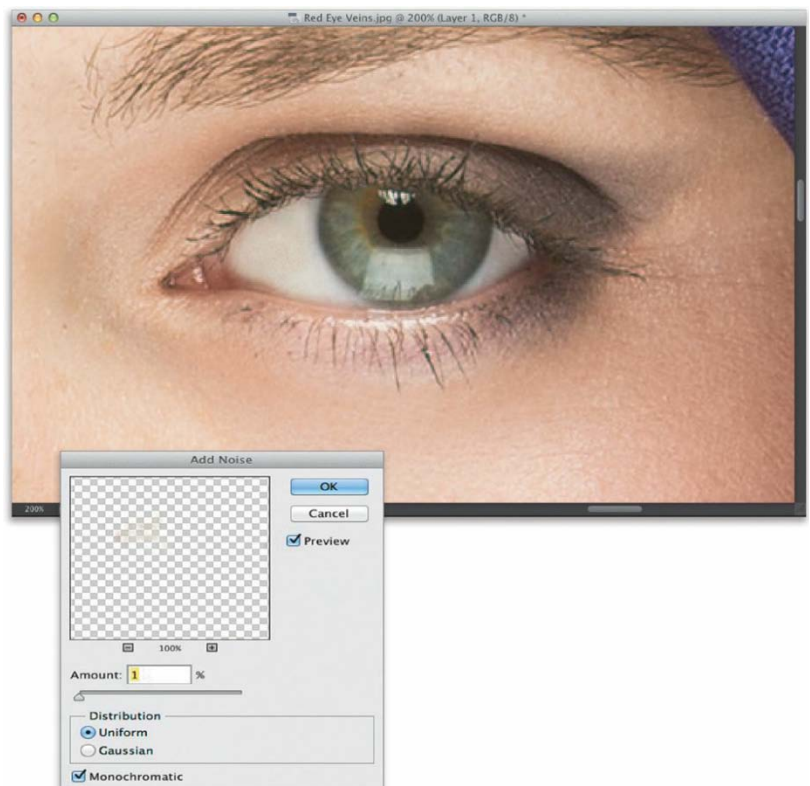 Red Eye Veins.jpg @ 200% (Layer 1, RGB/8) *
200%
Add Noise
OK
Cancel
Preview
100%
Amount: 1 %
Distribution
Uniform
Gaussian
Monochromatic